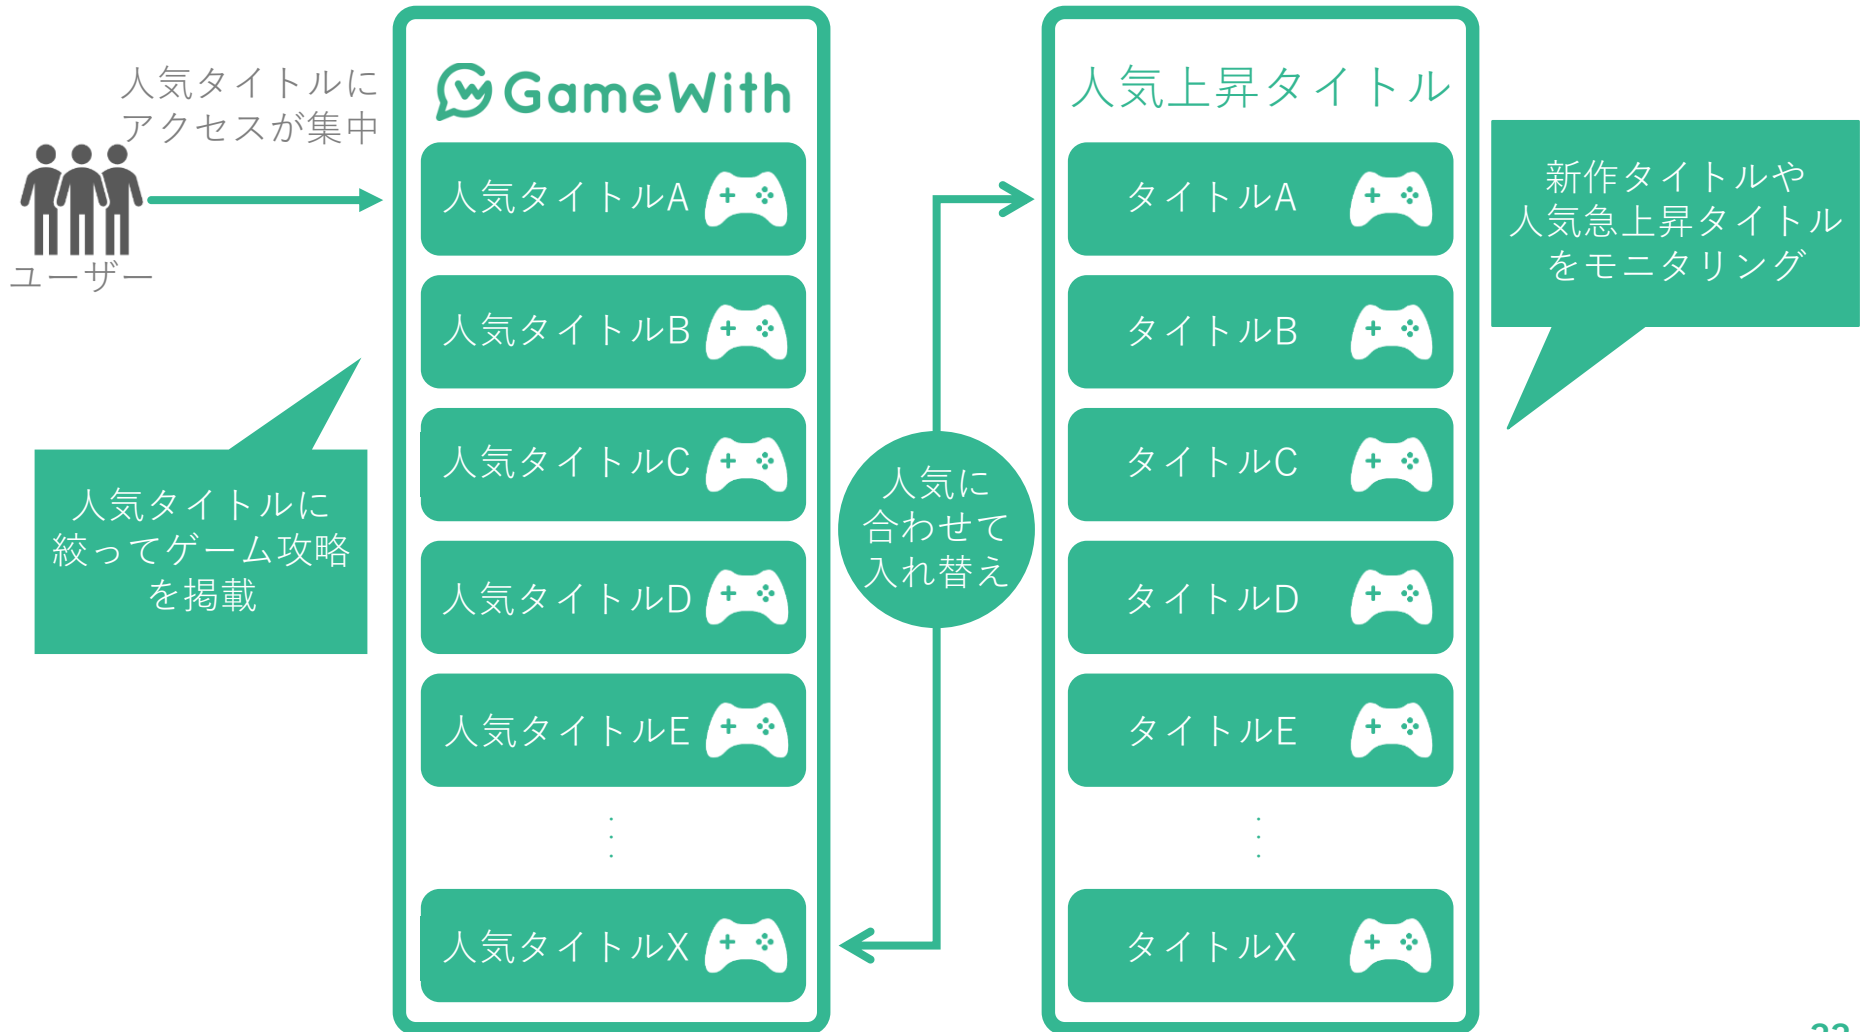 人気タイトルに
アクセスが集中
ユーザー
人気タイトルに
絞ってゲーム攻略
を掲載
GameWith
人気タイトルA
人気タイトルB
人気タイトルC
人気タイトルD
人気タイトルE
人気タイトルX
人気に
合わせて
入れ替え
人気上昇タイトル
タイトルA
タイトルB
タイトルC
タイトルD
タイトルE
タイトルX
新作タイトルや
人気急上昇タイトル
をモニタリング